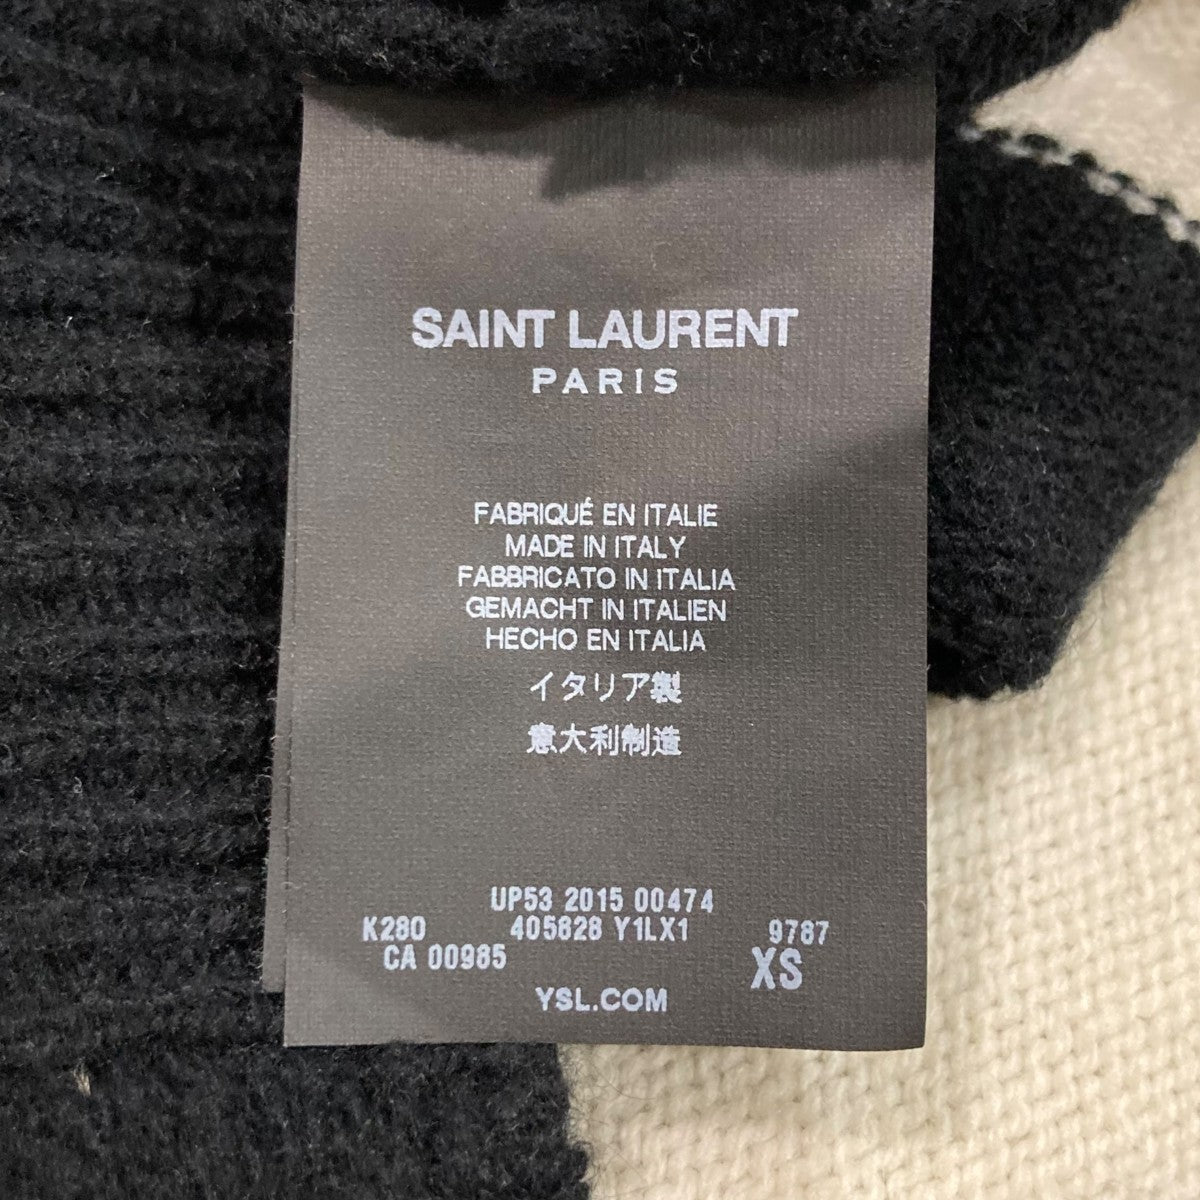 SAINT LAURENT
PARIS
FABRIQUÉ EN ITALIE
MADE IN ITALY
FABBRICATO IN ITALIA
GEMACHT IN ITALIEN
HECHO EN ITALIA
イタリア製
意大利制造
UP53 2015 00474
K280 405828 Y1LX1 9787
CA 00985 XS
YSL.COM